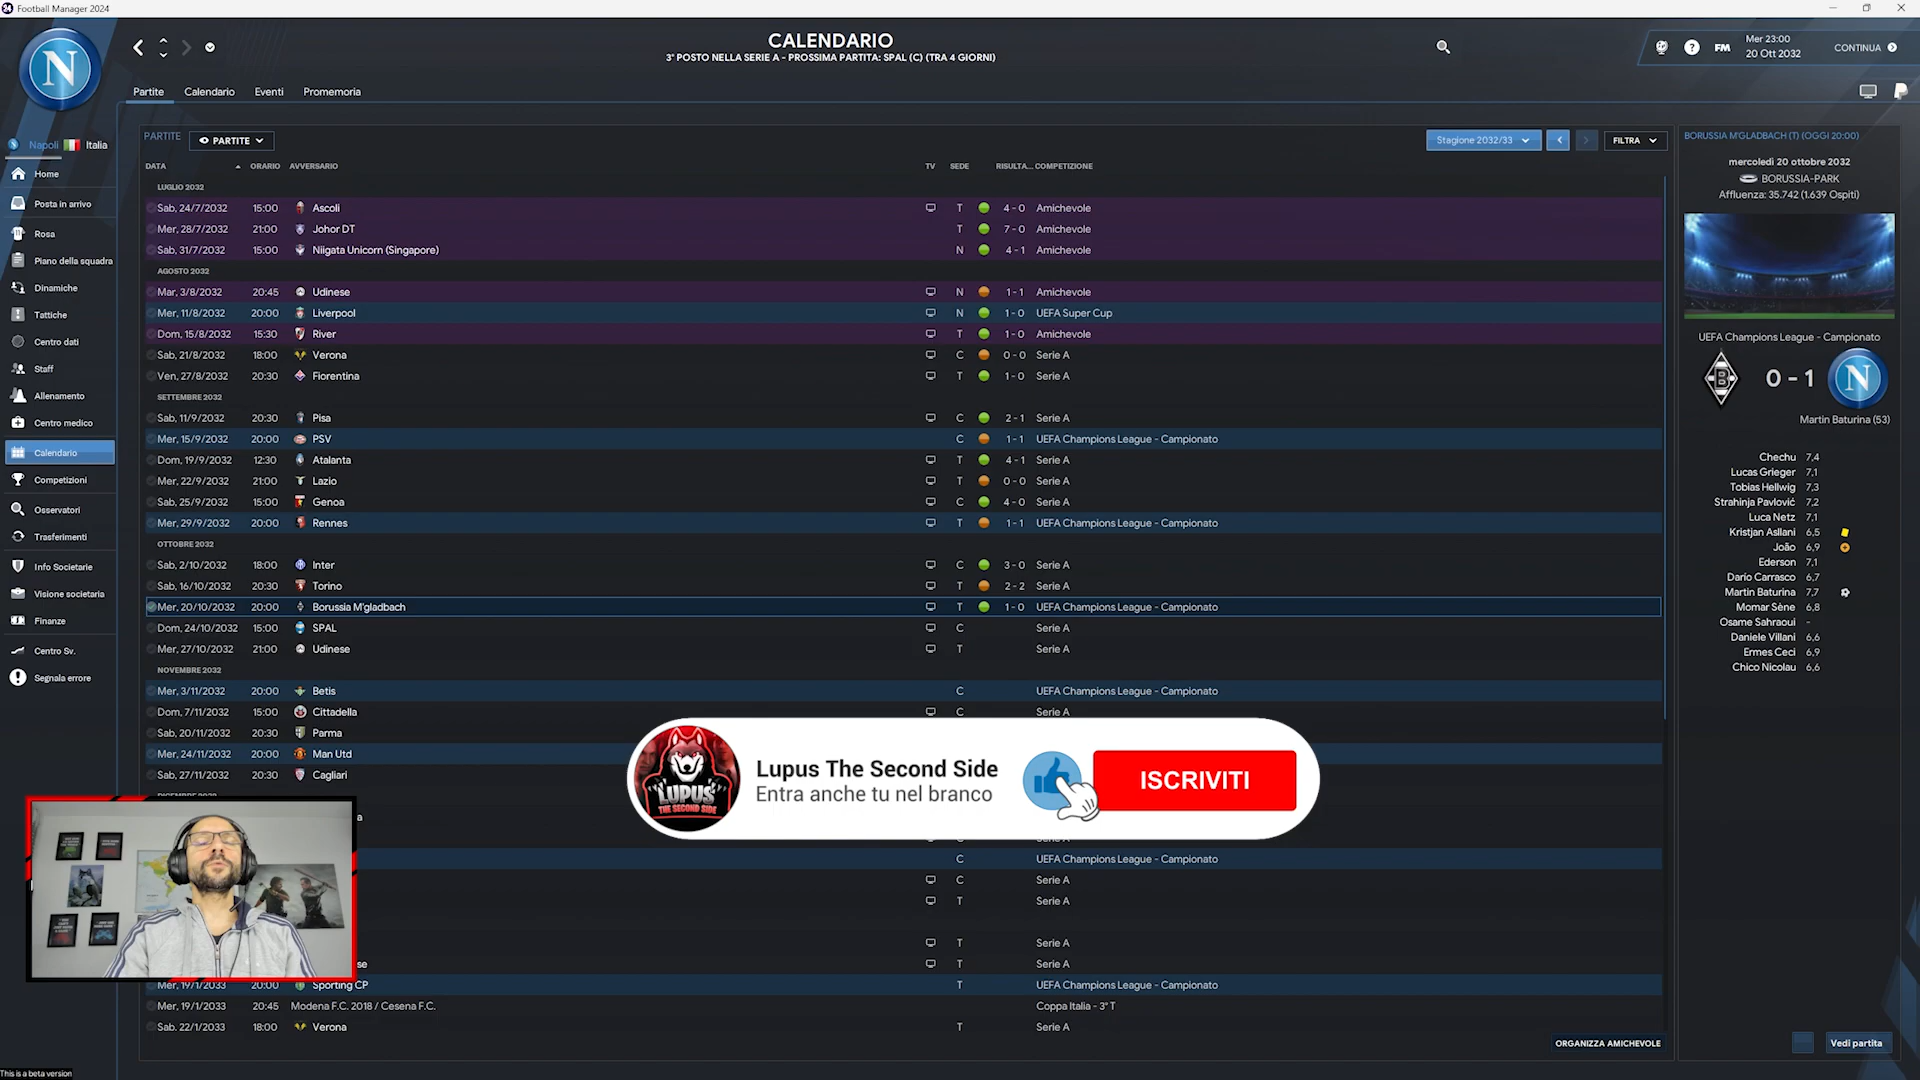 Football Manager 2024
CALENDARIO
3° POSTO NELLA SERIE A - PROSSIMA PARTITA: SPAL (C) (TRA 4 GIORNI)
FM
Mer 23:00
20 Ott 2032
CONTINUA
Partite Calendario Eventi Promemoria
Napoli Italia
Home
Posta in arrivo
Rosa
Piano della squadra
Dinamiche
Tattiche
Centro dati
Staff
Allenamento
Centro medico
Calendario
Competizioni
Osservatori
Trasferimenti
Info Societarie
Visione societaria
Finanze
Centro Sv.
Segnala errore
PARTITE PARTITE Stagione 2032/33 FILTRA
DATA ORARIO AVVERSARIO TV SEDE RISULTA... COMPETIZIONE
LUGLIO 2032
Sab, 24/7/2032 15:00 Ascoli T 4-0 Amichevole
Mer, 28/7/2032 21:00 Johor DT T 7-0 Amichevole
Sab, 31/7/2032 15:00 Niigata Unicorn (Singapore) N 4-1 Amichevole
AGOSTO 2032
Mar, 3/8/2032 20:45 Udinese N 1-1 Amichevole
Mer, 11/8/2032 20:00 Liverpool N 1-0 UEFA Super Cup
Dom, 15/8/2032 15:30 River T 1-0 Amichevole
Sab, 21/8/2032 18:00 Verona C 0-0 Serie A
Ven, 27/8/2032 20:30 Fiorentina T 1-0 Serie A
SETTEMBRE 2032
Sab, 11/9/2032 20:30 Pisa C 2-1 Serie A
Mer, 15/9/2032 20:00 PSV C 1-1 UEFA Champions League - Campionato
Dom, 19/9/2032 12:30 Atalanta T 4-1 Serie A
Mer, 22/9/2032 21:00 Lazio T 0-0 Serie A
Sab, 25/9/2032 15:00 Genoa C 4-0 Serie A
Mer, 29/9/2032 20:00 Rennes T 1-1 UEFA Champions League - Campionato
OTTOBRE 2032
Sab, 2/10/2032 18:00 Inter C 3-0 Serie A
Sab, 16/10/2032 20:30 Torino T 2-2 Serie A
Mer, 20/10/2032 20:00 Borussia M'gladbach T 1-0 UEFA Champions League - Campionato
Dom, 24/10/2032 15:00 SPAL C Serie A
Mer, 27/10/2032 21:00 Udinese T Serie A
NOVEMBRE 2032
Mer, 3/11/2032 20:00 Betis C UEFA Champions League - Campionato
Dom, 7/11/2032 15:00 Cittadella C Serie A
Sab, 20/11/2032 20:30 Parma
Mer, 24/11/2032 20:00 Man Utd
Sab, 27/11/2032 20:30 Cagliari
C UEFA Champions League - Campionato
C Serie A
T Serie A
T Serie A
T Serie A
Mer, 19/1/2033 20:00 Sporting CP T UEFA Champions League - Campionato
Mer, 19/1/2033 20:45 Modena F.C. 2018 / Cesena F.C. Coppa Italia - 3° T
Sab, 22/1/2033 18:00 Verona T Serie A
ORGANIZZA AMICHEVOLE
LUPUS
THE SECOND SIDE
Lupus The Second Side
Entra anche tu nel branco
ISCRIVITI
BORUSSIA M'GLADBACH (T) (OGGI 20:00)
mercoledì 20 ottobre 2032
BORUSSIA-PARK
Affluenza: 35.742 (1.639 Ospiti)
UEFA Champions League - Campionato
0 - 1
Martin Baturina (53)
Chechu 7,4
Lucas Grieger 7,1
Tobias Hellwig 7,3
Strahinja Pavlović 7,2
Luca Netz 7,1
Kristjan Asllani 6,5
João 6,9
Ederson 7,1
Darío Carrasco 6,7
Martin Baturina 7,7
Momar Sène 6,8
Osame Sahraoui -
Daniele Villani 6,6
Ermes Ceci 6,9
Chico Nicolau 6,6
Vedi partita
This is a beta version